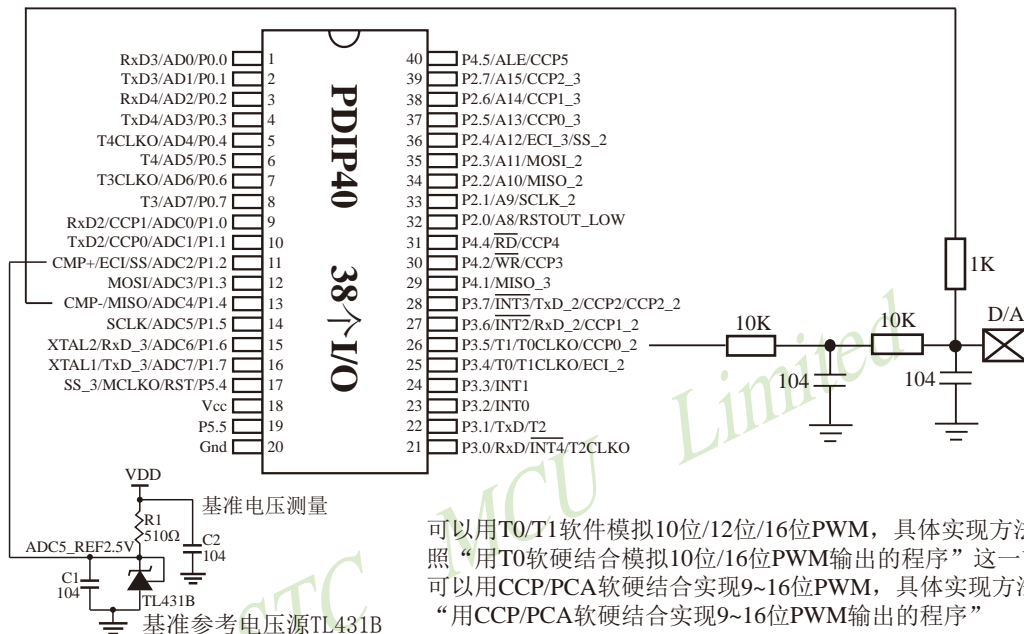 RxD3/AD0/P0.0 1
TxD3/AD1/P0.1 2
RxD4/AD2/P0.2 3
TxD4/AD3/P0.3 4
T4CLKO/AD4/P0.4 5
T4/AD5/P0.5 6
T3CLKO/AD6/P0.6 7
T3/AD7/P0.7 8
RxD2/CCP1/ADC0/P1.0 9
TxD2/CCP0/ADC1/P1.1 10
CMP+/ECI/SS/ADC2/P1.2 11
MOSI/ADC3/P1.3 12
CMP-/MISO/ADC4/P1.4 13
SCLK/ADC5/P1.5 14
XTAL2/RxD_3/ADC6/P1.6 15
XTAL1/TxD_3/ADC7/P1.7 16
SS_3/MCLKO/RST/P5.4 17
Vcc 18
P5.5 19
Gnd 20
PDIP40 38个I/O
40 P4.5/ALE/CCP5
39 P2.7/A15/CCP2_3
38 P2.6/A14/CCP1_3
37 P2.5/A13/CCP0_3
36 P2.4/A12/ECI_3/SS_2
35 P2.3/A11/MOSI_2
34 P2.2/A10/MISO_2
33 P2.1/A9/SCLK_2
32 P2.0/A8/RSTOUT_LOW
31 P4.4/RD/CCP4
30 P4.2/WR/CCP3
29 P4.1/MISO_3
28 P3.7/INT3/TxD_2/CCP2/CCP2_2
27 P3.6/INT2/RxD_2/CCP1_2
26 P3.5/T1/T0CLKO/CCP0_2
25 P3.4/T0/T1CLKO/ECI_2
24 P3.3/INT1
23 P3.2/INT0
22 P3.1/TxD/T2
21 P3.0/RxD/INT4/T2CLKO
1K
10K
10K
D/A
104
104
VDD
基准电压测量
R1
510Ω
C2
104
ADC5_REF2.5V
C1
104
TL431B
基准参考电压源TL431B
可以用T0/T1软件模拟10位/12位/16位PWM，具体实现方法
照“用T0软硬结合模拟10位/16位PWM输出的程序”这一
可以用CCP/PCA软硬结合实现9~16位PWM，具体实现方法
“用CCP/PCA软硬结合实现9~16位PWM输出的程序”
STC MCU Limited